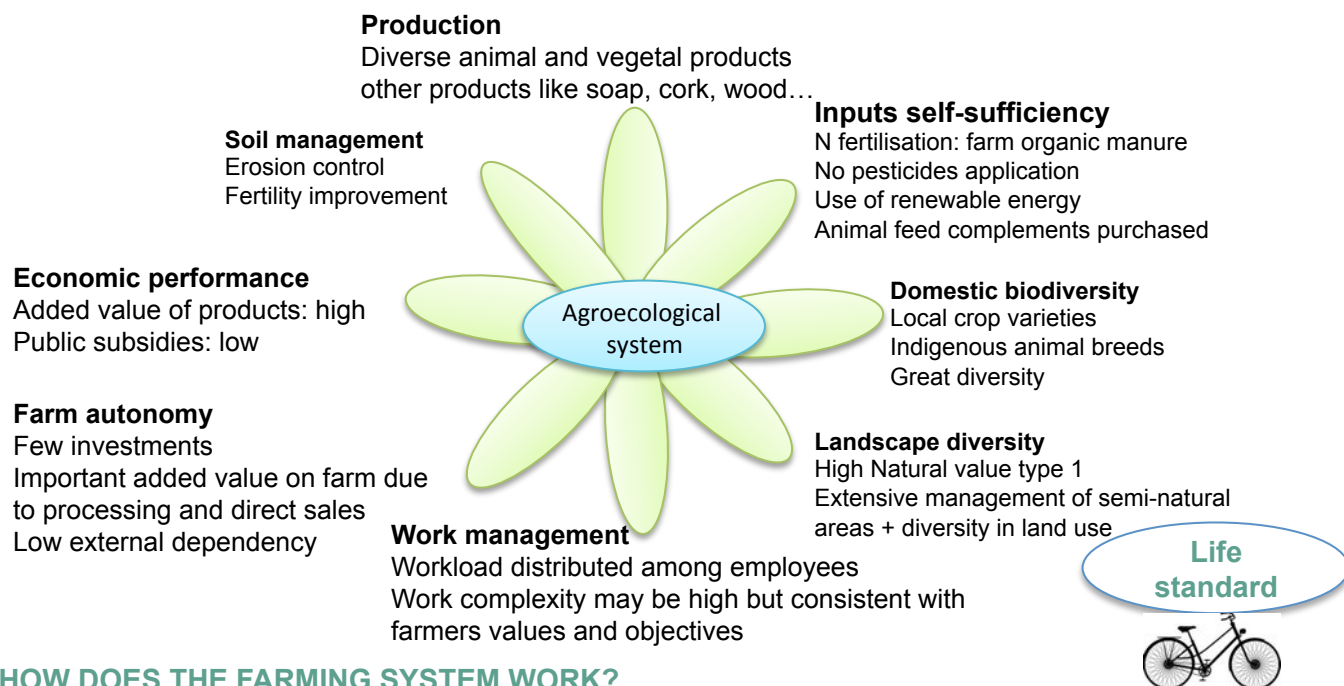 Production
Diverse animal and vegetal products
other products like soap, cork, wood…
Soil management
Erosion control
Fertility improvement
Inputs self-sufficiency
N fertilisation: farm organic manure
No pesticides application
Use of renewable energy
Animal feed complements purchased
Economic performance
Added value of products: high
Public subsidies: low
Agroecological
system
Domestic biodiversity
Local crop varieties
Indigenous animal breeds
Great diversity
Farm autonomy
Few investments
Important added value on farm due
to processing and direct sales
Low external dependency
Landscape diversity
High Natural value type 1
Extensive management of semi-natural
areas + diversity in land use
Work management
Workload distributed among employees
Work complexity may be high but consistent with
farmers values and objectives
Life
standard
HOW DOES THE FARMING SYSTEM WORK?